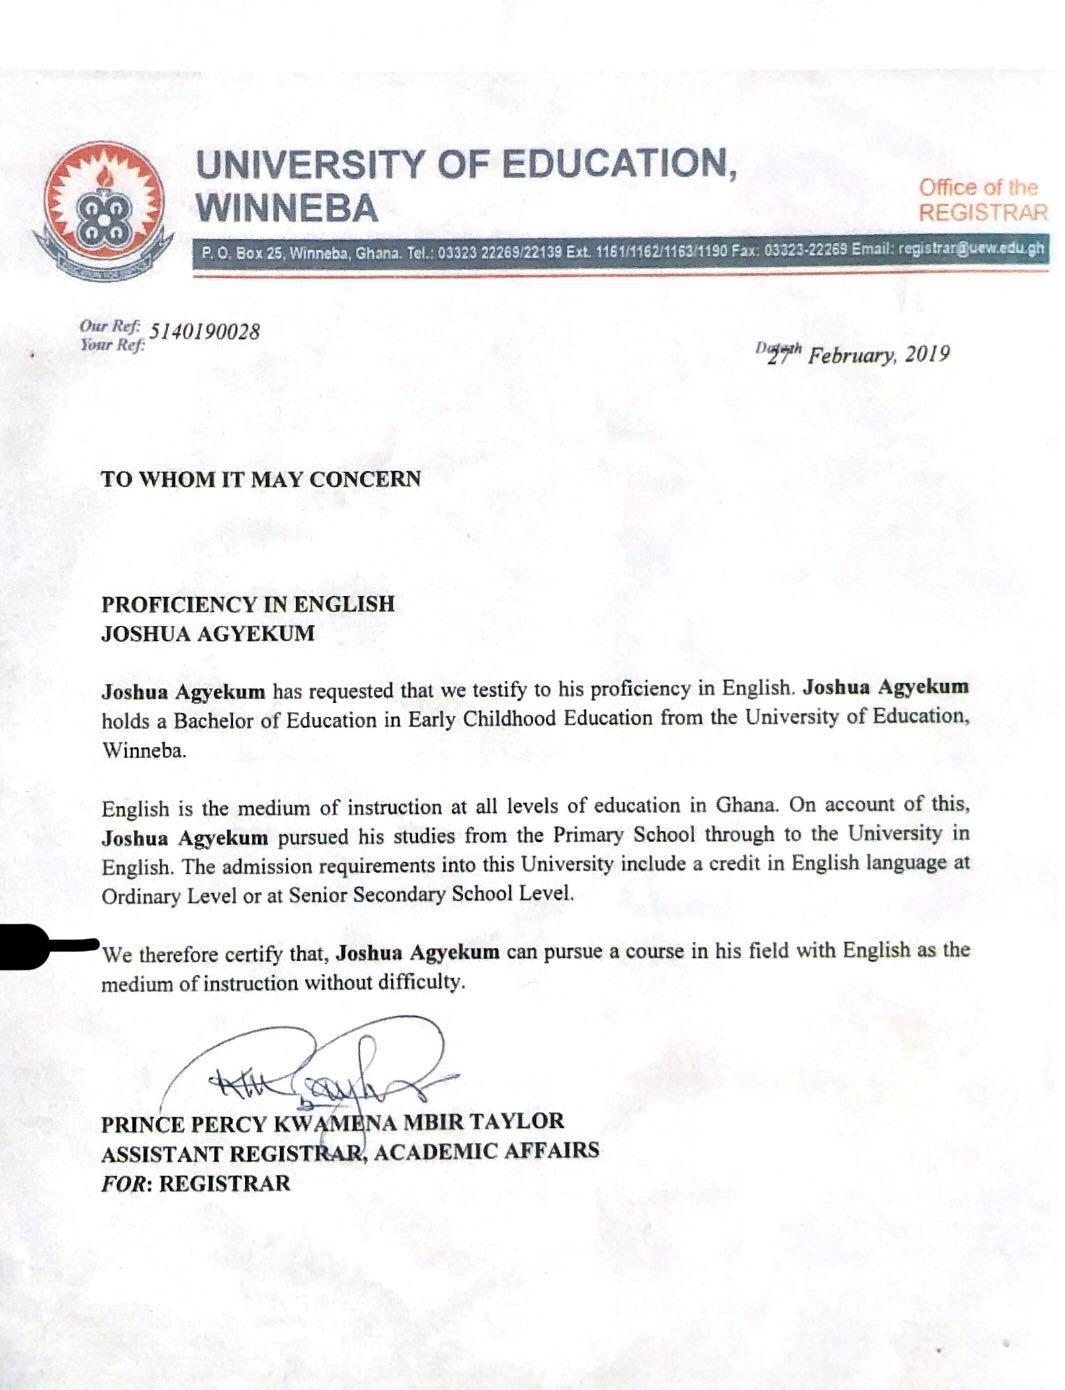 UNIVERSITY OF EDUCATION,
WINNEBA
Office of the
REGISTRAR
P. O. Box 25, Winneba, Ghana. Tel.: 03323 22269/22139 Ext. 1161/1162/1163/1190 Fax: 03323-22269 Email: registrar@uew.edu.gh
Our Ref: 5140190028
Your Ref:
27th February, 2019
TO WHOM IT MAY CONCERN
PROFICIENCY IN ENGLISH
JOSHUA AGYEKUM
Joshua Agyekum has requested that we testify to his proficiency in English. Joshua Agyekum
holds a Bachelor of Education in Early Childhood Education from the University of Education,
Winneba.
English is the medium of instruction at all levels of education in Ghana. On account of this,
Joshua Agyekum pursued his studies from the Primary School through to the University in
English. The admission requirements into this University include a credit in English language at
Ordinary Level or at Senior Secondary School Level.
We therefore certify that, Joshua Agyekum can pursue a course in his field with English as the
medium of instruction without difficulty.
PRINCE PERCY KWAMENA MBIR TAYLOR
ASSISTANT REGISTRAR, ACADEMIC AFFAIRS
FOR: REGISTRAR